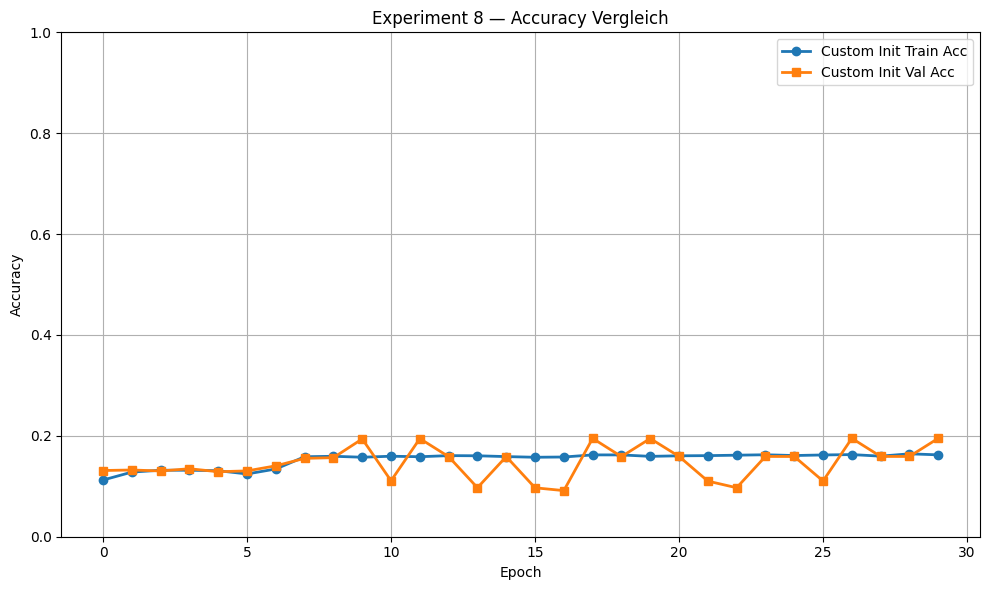 Experiment 8 — Accuracy Vergleich
Custom Init Train Acc
Custom Init Val Acc
Accuracy
1.0
0.8
0.6
0.4
0.2
0.0
0 5 10 15 20 25 30
Epoch